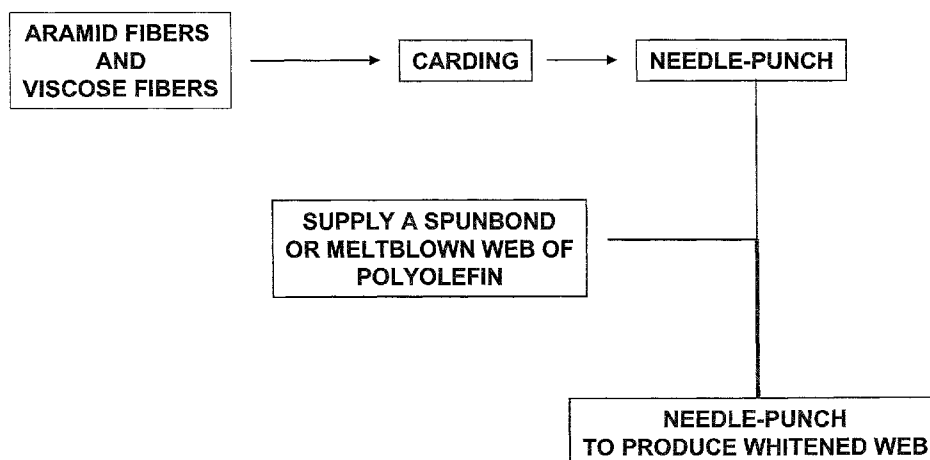 ARAMID FIBERS
AND
VISCOSE FIBERS
CARDING
NEEDLE-PUNCH
SUPPLY A SPUNBOND
OR MELTBLOWN WEB OF
POLYOLEFIN
NEEDLE-PUNCH
TO PRODUCE WHITENED WEB